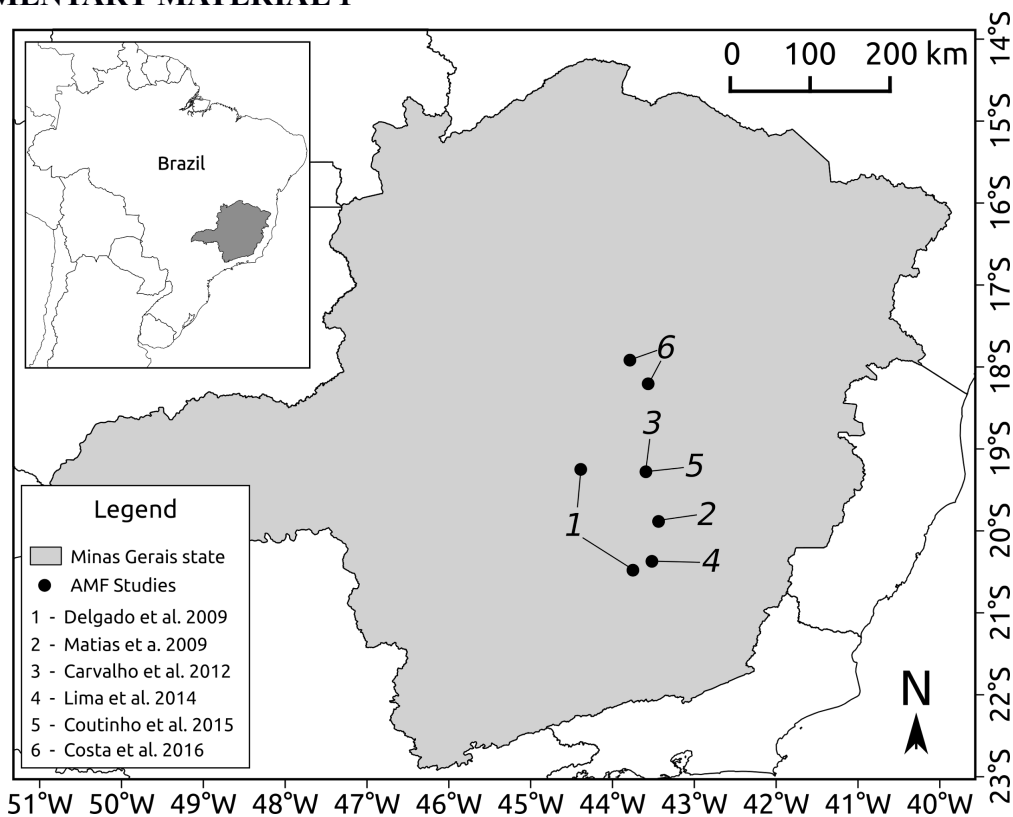 0 100 200 km
Brazil
6
3
5
1
2
4
Legend
Minas Gerais state
AMF Studies
1 - Delgado et al. 2009
2 - Matias et a. 2009
3 - Carvalho et al. 2012
4 - Lima et al. 2014
5 - Coutinho et al. 2015
6 - Costa et al. 2016
N
14°S
15°S
16°S
17°S
18°S
19°S
20°S
21°S
22°S
23°S
51°W 50°W 49°W 48°W 47°W 46°W 45°W 44°W 43°W 42°W 41°W 40°W